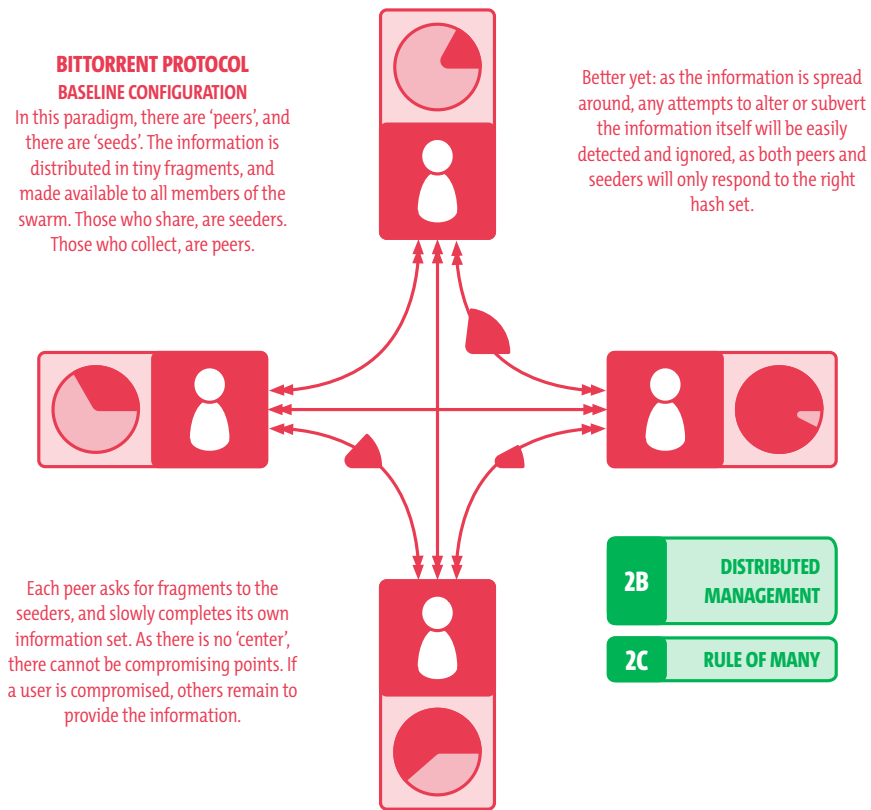 BITTORRENT PROTOCOL
BASELINE CONFIGURATION
In this paradigm, there are ‘peers’, and
there are ‘seeds’. The information is
distributed in tiny fragments, and
made available to all members of the
swarm. Those who share, are seeders.
Those who collect, are peers.
Better yet: as the information is spread
around, any attempts to alter or subvert
the information itself will be easily
detected and ignored, as both peers and
seeders will only respond to the right
hash set.
Each peer asks for fragments to the
seeders, and slowly completes its own
information set. As there is no ‘center’,
there cannot be compromising points. If
a user is compromised, others remain to
provide the information.
2B DISTRIBUTED
MANAGEMENT
2C RULE OF MANY